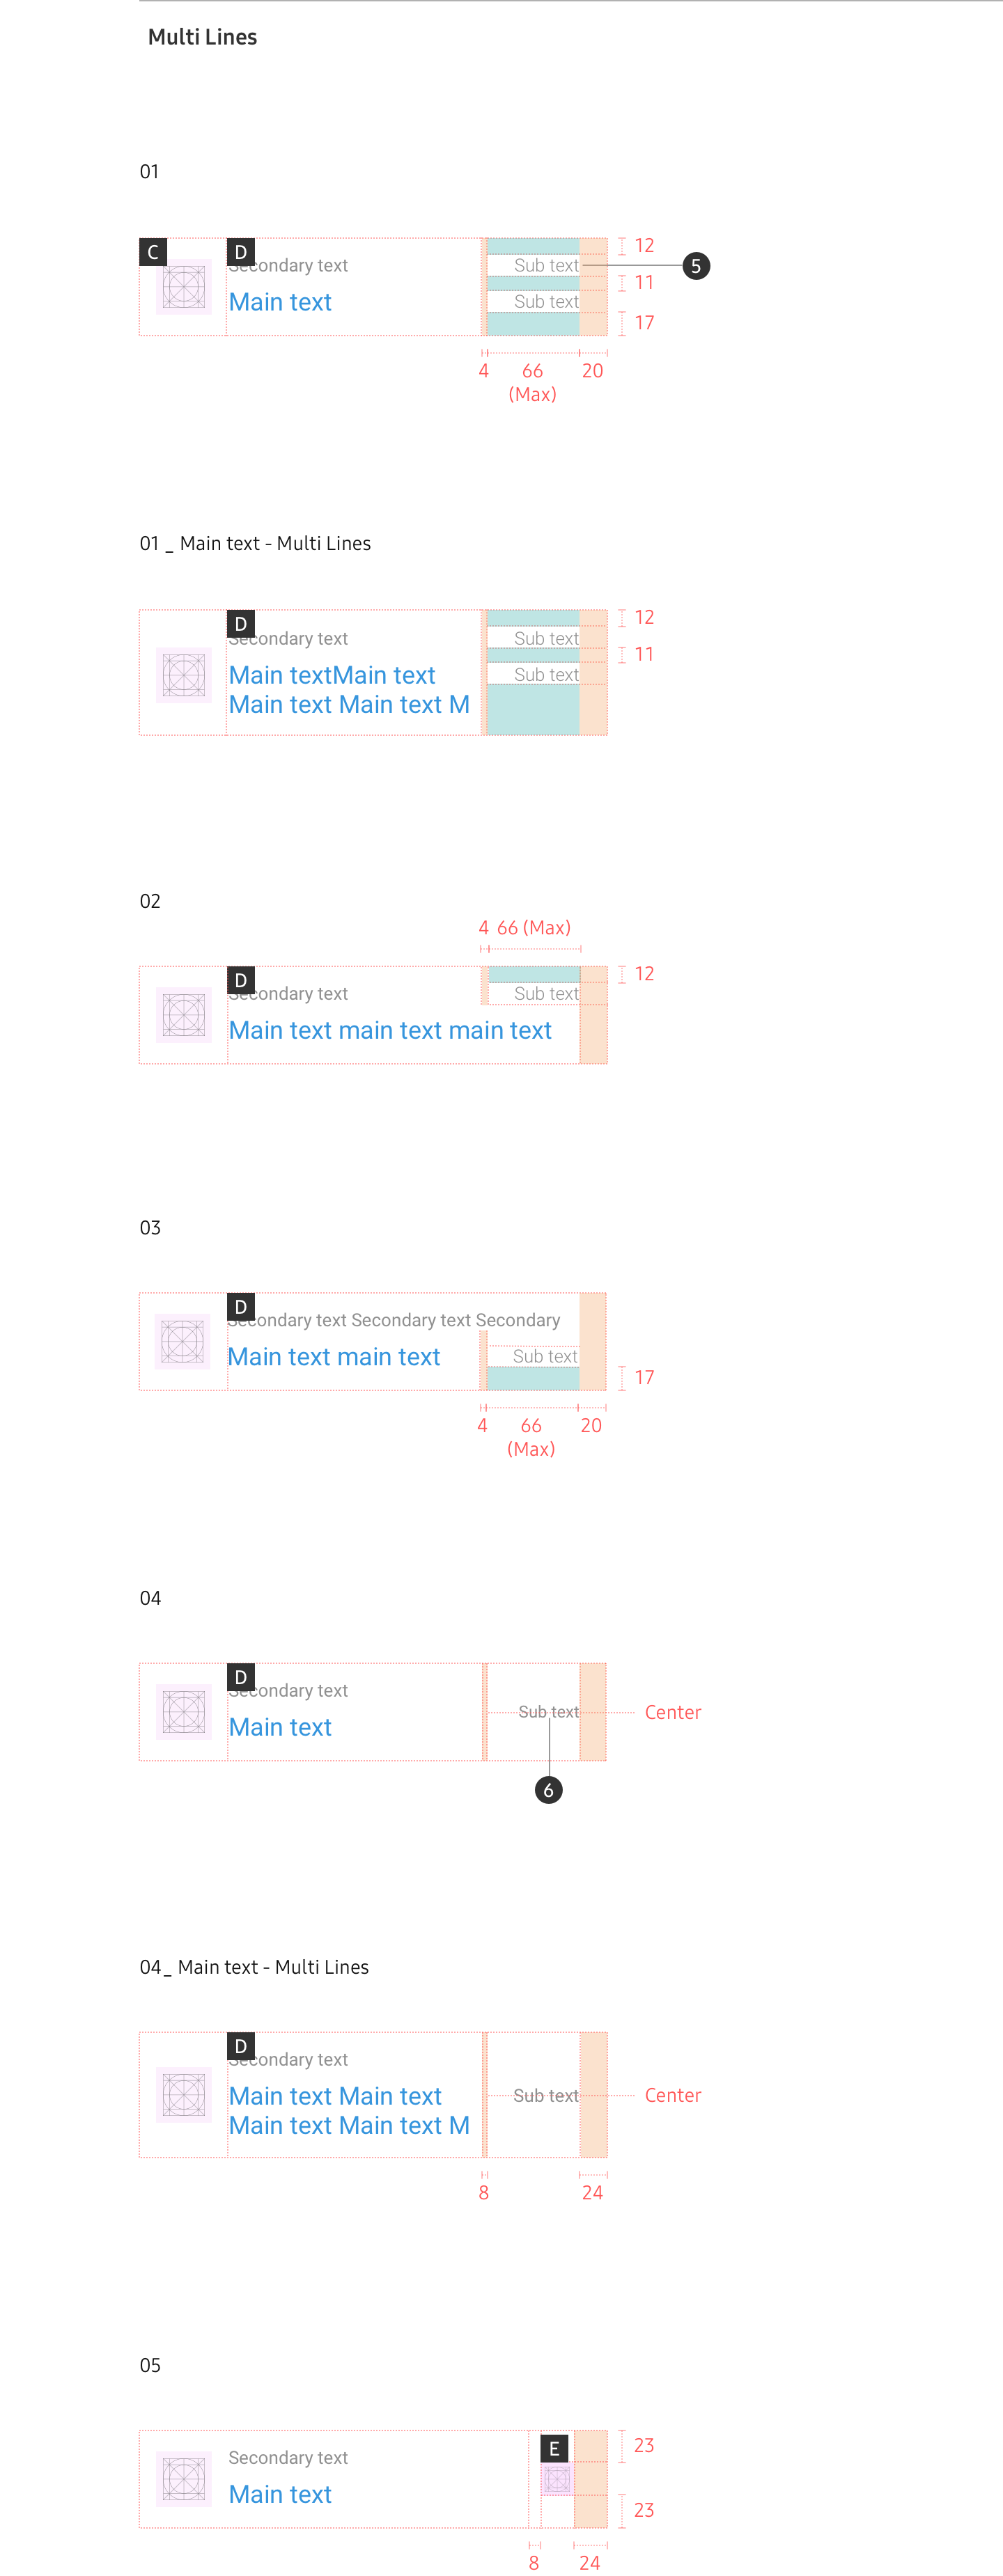 Multi Lines
01
C
D
Secondary text
Sub text
5
12
11
17
Main text
Sub text
4
66
20
(Max)
01 _ Main text - Multi Lines
D
Secondary text
Sub text
12
11
Main textMain text
Sub text
Main text Main text M
02
4 66 (Max)
D
Secondary text
Sub text
12
Main text main text main text
03
D
Secondary text Secondary text Secondary
Main text main text
Sub text
17
4
66
20
(Max)
04
D
Secondary text
Main text
Sub text
Center
6
04_ Main text - Multi Lines
D
Secondary text
Main text Main text
Main text Main text M
Sub text
Center
8
24
05
E
23
Secondary text
Main text
23
8
24